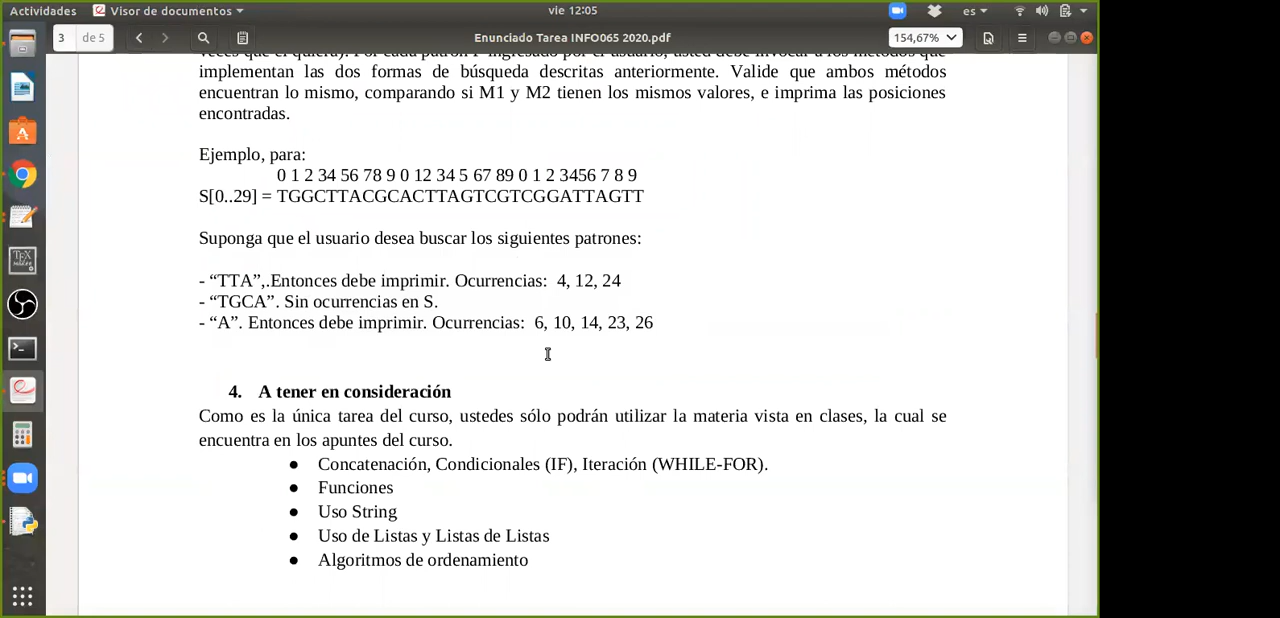 Actividades
Visor de documentos
vie 12:05
es
3
de 5
Enunciado Tarea INFO065 2020.pdf
154,67%
implementan las dos formas de búsqueda descritas anteriormente. Valide que ambos métodos
encuentran lo mismo, comparando si M1 y M2 tienen los mismos valores, e imprima las posiciones
encontradas.
Ejemplo, para:
0 1 2 34 56 78 9 0 12 34 5 67 89 0 1 2 3456 7 8 9
S[0..29] = TGGCTTACGCACTTAGTCGTCGGATTAGTT
Suponga que el usuario desea buscar los siguientes patrones:
- “TTA”,.Entonces debe imprimir. Ocurrencias: 4, 12, 24
- “TGCA”. Sin ocurrencias en S.
- “A”. Entonces debe imprimir. Ocurrencias: 6, 10, 14, 23, 26
4. A tener en consideración
Como es la única tarea del curso, ustedes sólo podrán utilizar la materia vista en clases, la cual se
encuentra en los apuntes del curso.
● Concatenación, Condicionales (IF), Iteración (WHILE-FOR).
● Funciones
● Uso String
● Uso de Listas y Listas de Listas
● Algoritmos de ordenamiento